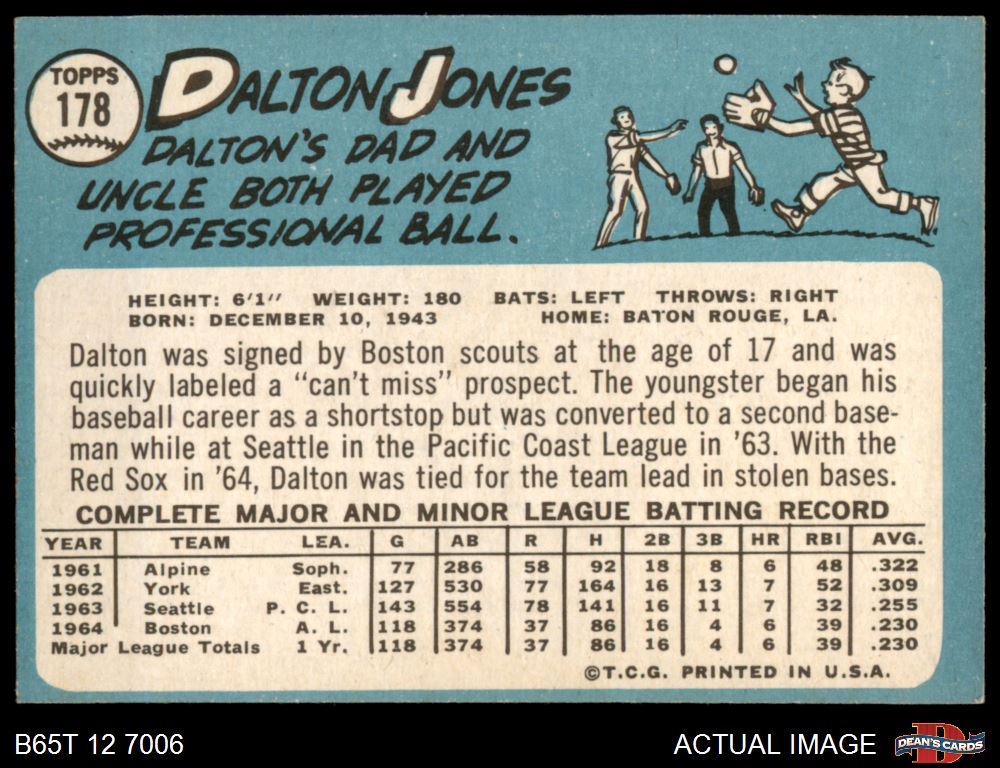 TOPPS
178
DALTON JONES
DALTON'S DAD AND
UNCLE BOTH PLAYED
PROFESSIONAL BALL.
HEIGHT: 6'1" WEIGHT: 180 BATS: LEFT THROWS: RIGHT
BORN: DECEMBER 10, 1943 HOME: BATON ROUGE, LA.
Dalton was signed by Boston scouts at the age of 17 and was
quickly labeled a "can't miss" prospect. The youngster began his
baseball career as a shortstop but was converted to a second base-
man while at Seattle in the Pacific Coast League in '63. With the
Red Sox in '64, Dalton was tied for the team lead in stolen bases.
COMPLETE MAJOR AND MINOR LEAGUE BATTING RECORD
YEAR TEAM LEA. G AB R H 2B 3B HR RBI AVG.
1961 Alpine Soph. 77 286 58 92 18 8 6 48 .322
1962 York East. 127 530 77 164 16 13 7 52 .309
1963 Seattle P. C. L. 143 554 78 141 16 11 7 32 .255
1964 Boston A. L. 118 374 37 86 16 4 6 39 .230
Major League Totals 1 Yr. 118 374 37 86 16 4 6 39 .230
©T.C.G. PRINTED IN U.S.A.
B65T 12 7006
ACTUAL IMAGE
D
DEAN'S CARDS